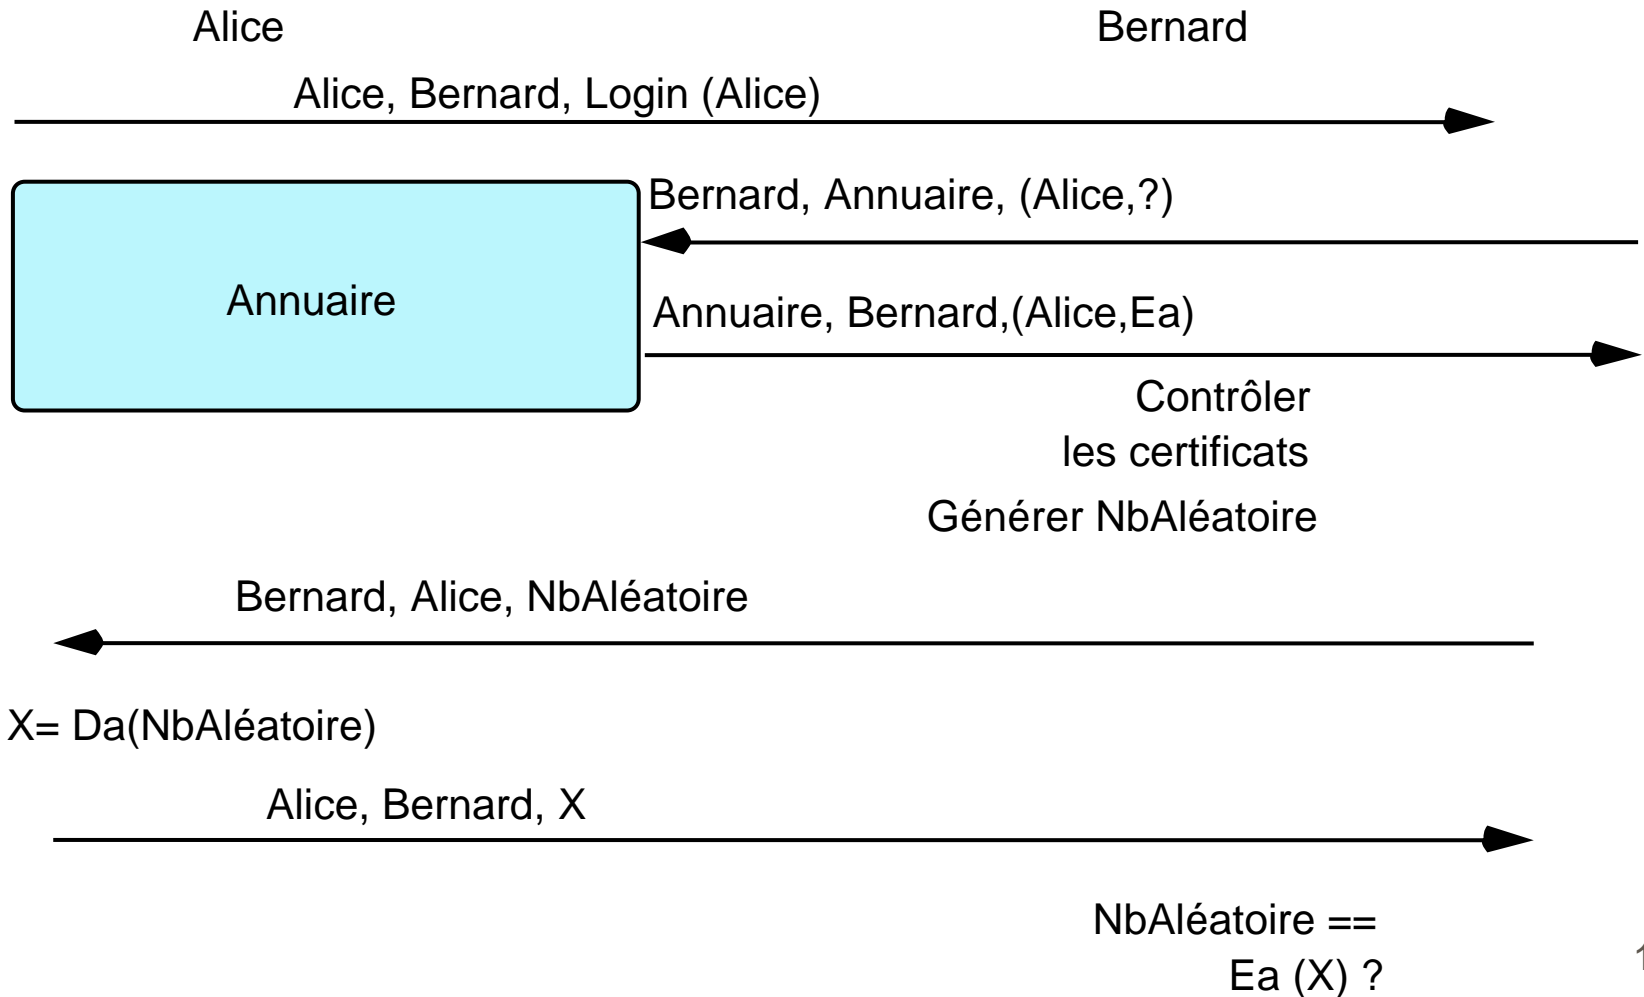 Alice
Bernard
Alice, Bernard, Login (Alice)
Bernard, Annuaire, (Alice,?)
Annuaire
Annuaire, Bernard,(Alice,Ea)
Contrôler
les certificats
Générer NbAléatoire
Bernard, Alice, NbAléatoire
X= Da(NbAléatoire)
Alice, Bernard, X
NbAléatoire ==
Ea (X) ?